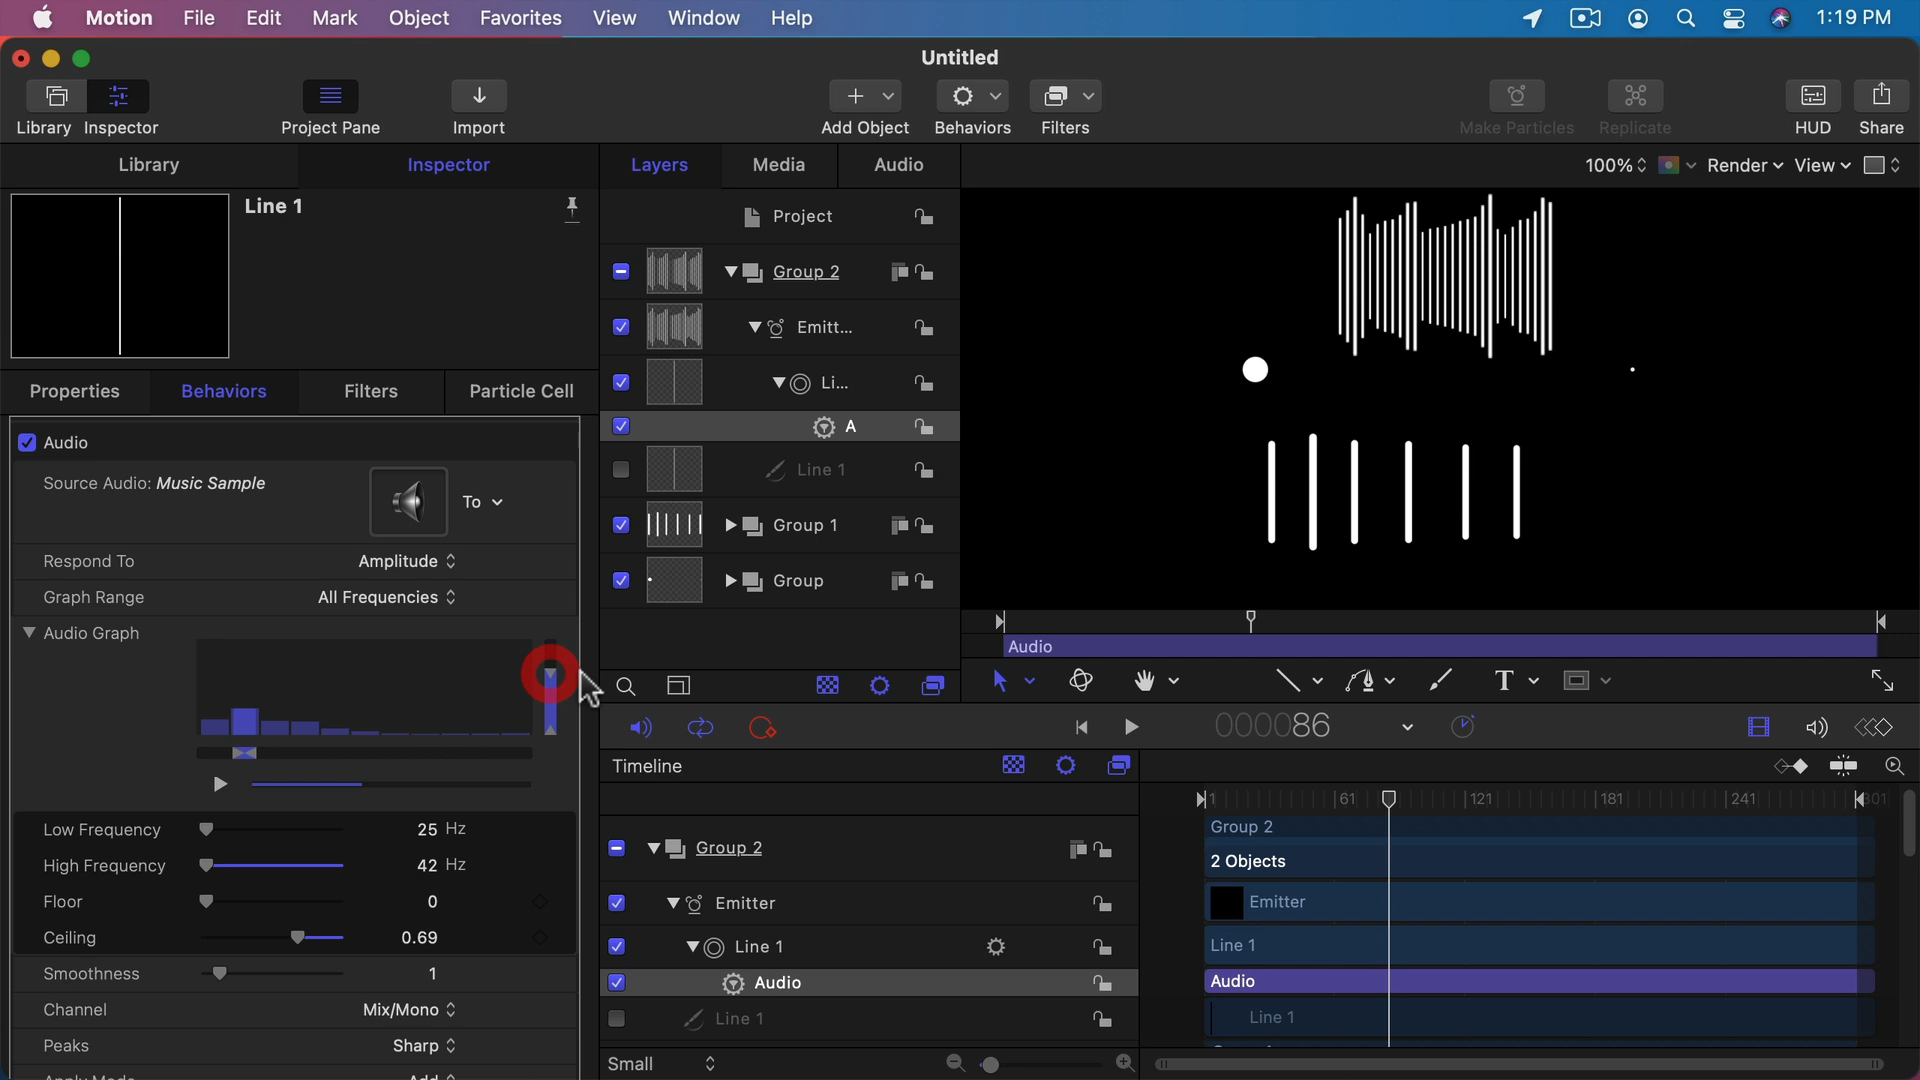 Motion File Edit Mark Object Favorites View Window Help 1:19 PM
Untitled
Library Inspector Project Pane Import Add Object Behaviors Filters Make Particles Replicate HUD Share
Library Inspector Layers Media Audio 100% Render View
Line 1
Project
Group 2
Emitt...
Li...
A
Line 1
Group 1
Group
Properties Behaviors Filters Particle Cell
Audio
Source Audio: Music Sample To
Respond To Amplitude
Graph Range All Frequencies
Audio Graph
Low Frequency 25 Hz
High Frequency 42 Hz
Floor 0
Ceiling 0.69
Smoothness 1
Channel Mix/Mono
Peaks Sharp
Apply Mode Add
Audio
T
000086
Timeline
1 61 121 181 241 301
Group 2
Group 2
2 Objects
Emitter Emitter
Line 1 Line 1
Audio Audio
Line 1 Line 1
Small